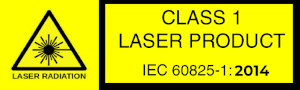 LASER RADIATION
CLASS 1
LASER PRODUCT
IEC 60825-1: 2014